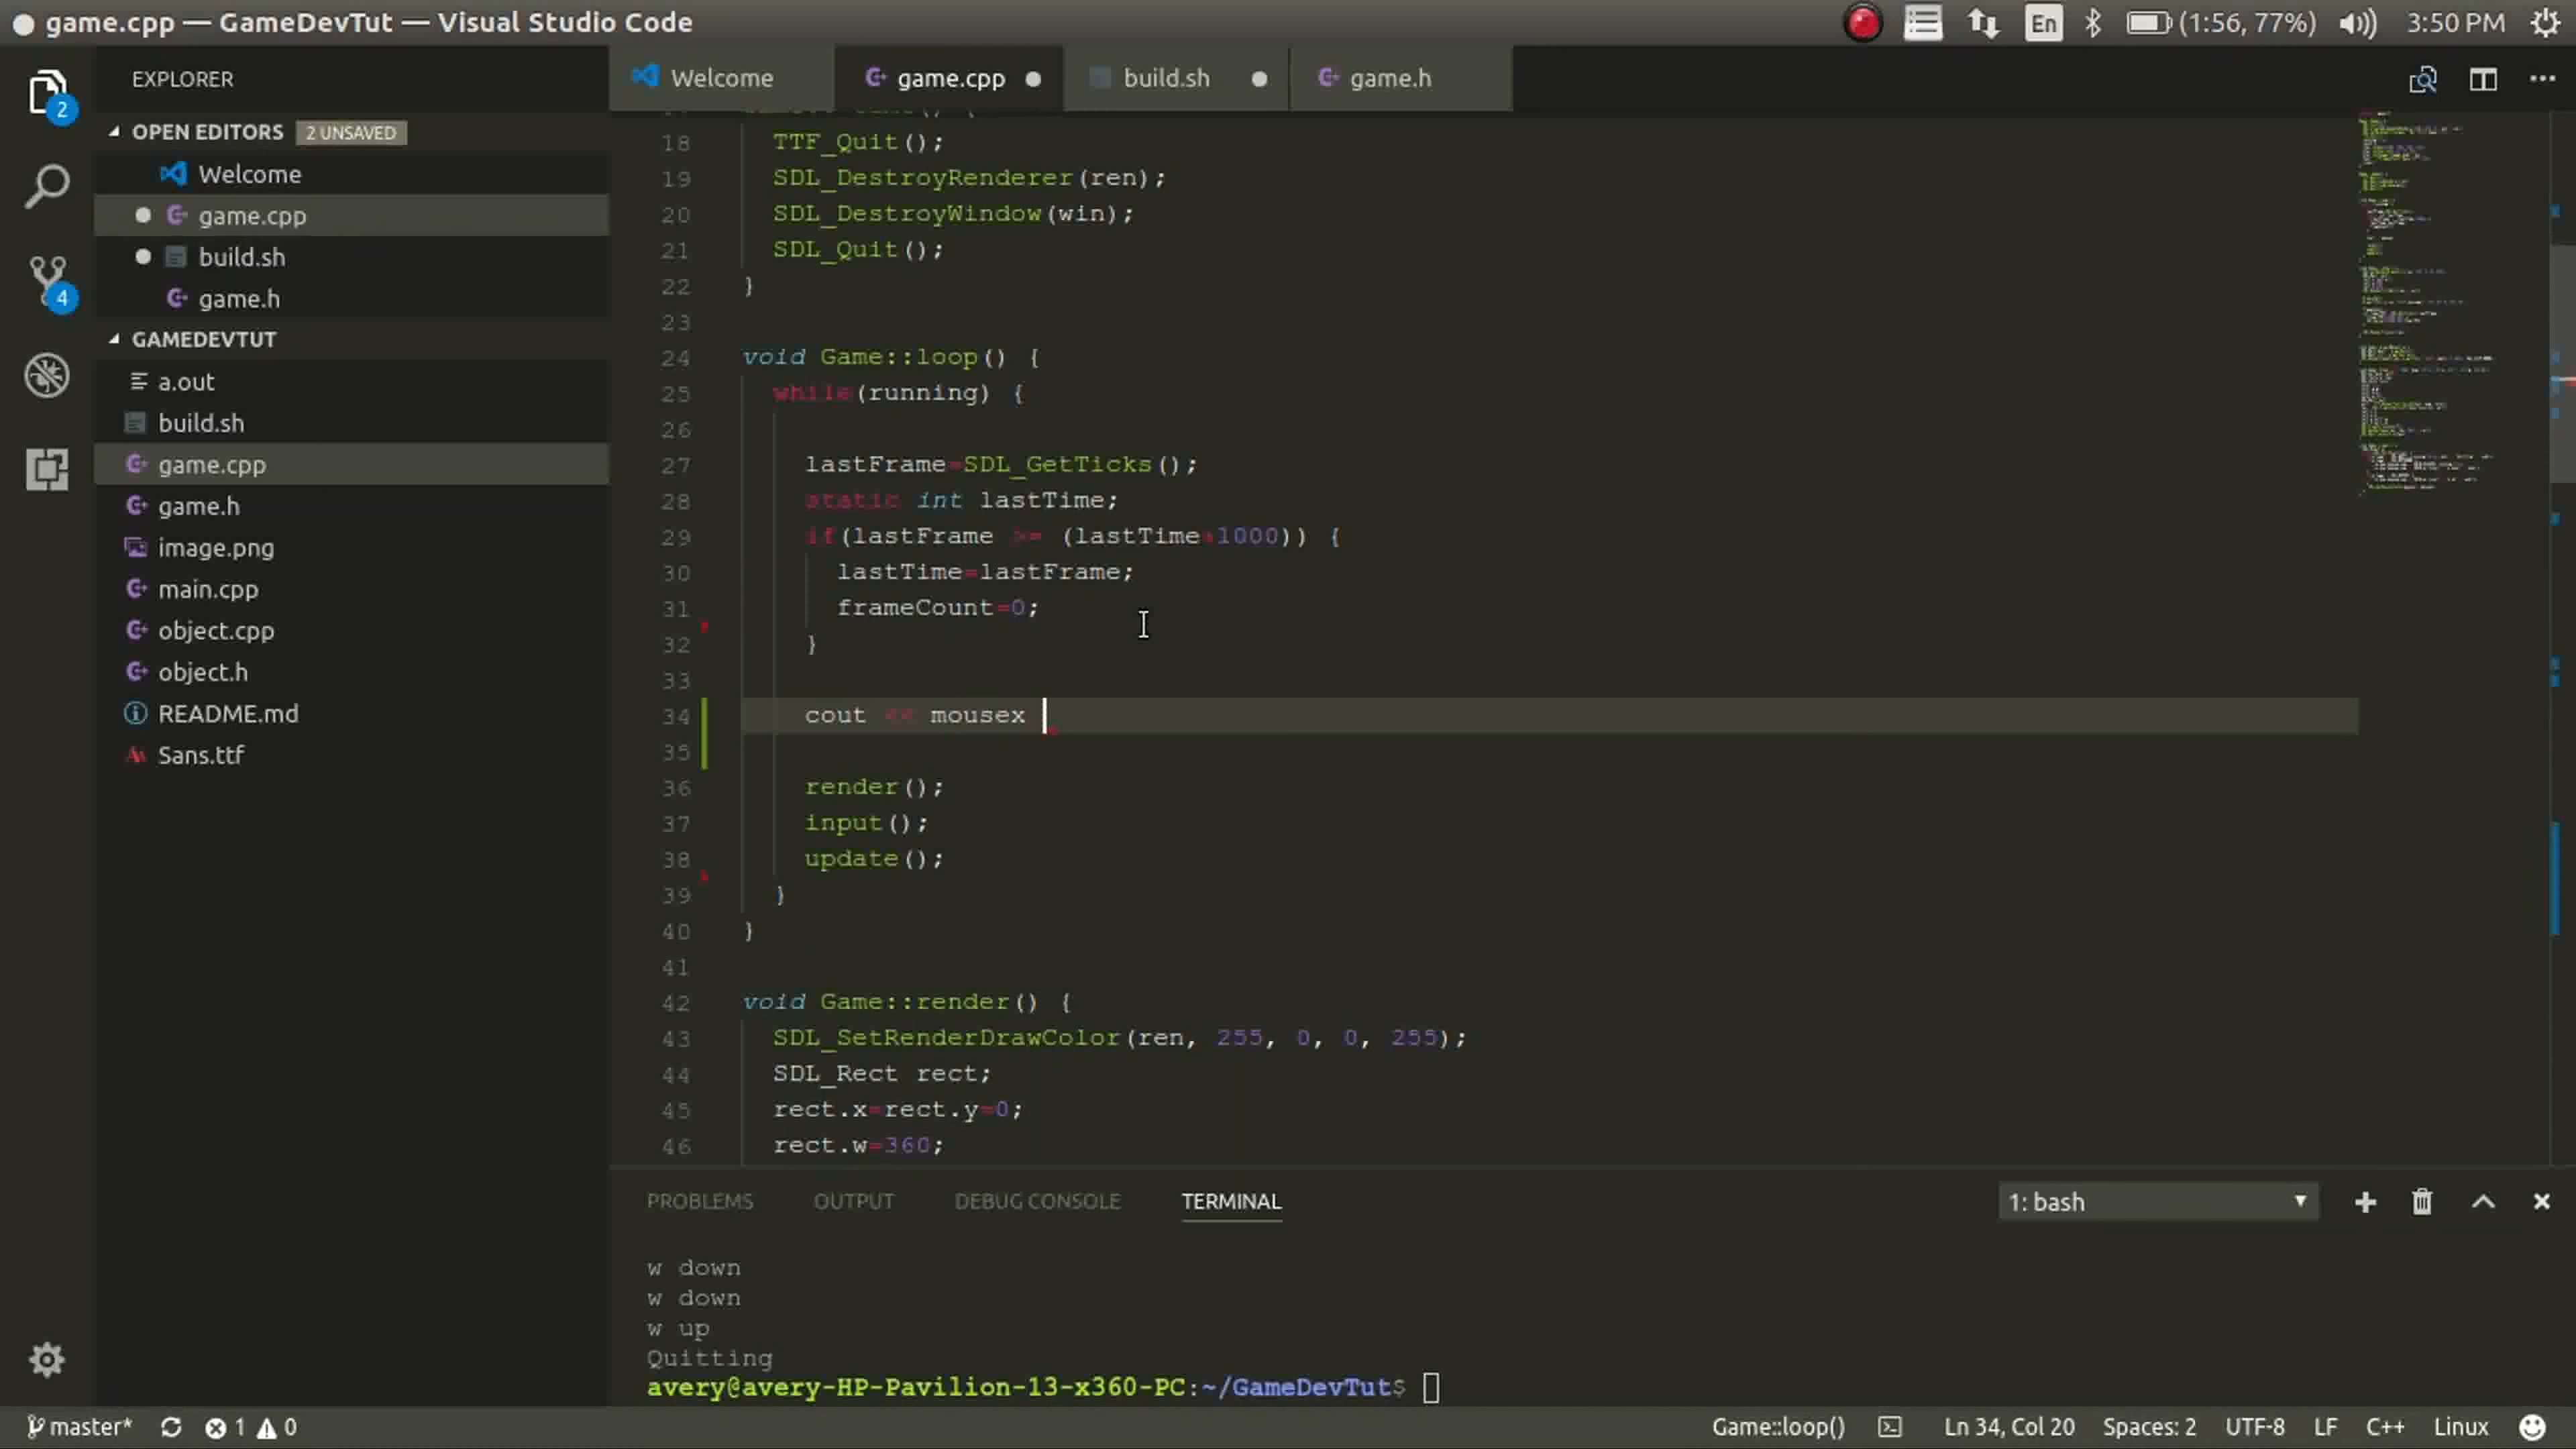 game.cpp — GameDevTut — Visual Studio Code
En (1:56, 77%) 3:50 PM
EXPLORER
Welcome game.cpp build.sh game.h
2
OPEN EDITORS 2 UNSAVED
Welcome
game.cpp
build.sh
game.h
4
GAMEDEVTUT
a.out
build.sh
game.cpp
game.h
image.png
main.cpp
object.cpp
object.h
README.md
Sans.ttf
18 TTF_Quit();
19 SDL_DestroyRenderer(ren);
20 SDL_DestroyWindow(win);
21 SDL_Quit();
22 }
23
24 void Game::loop() {
25 while(running) {
26
27 lastFrame=SDL_GetTicks();
28 static int lastTime;
29 if(lastFrame >= (lastTime+1000)) {
30 lastTime=lastFrame;
31 frameCount=0;
32 }
33
34 cout << mousex
35
36 render();
37 input();
38 update();
39 }
40 }
41
42 void Game::render() {
43 SDL_SetRenderDrawColor(ren, 255, 0, 0, 255);
44 SDL_Rect rect;
45 rect.x=rect.y=0;
46 rect.w=360;
PROBLEMS OUTPUT DEBUG CONSOLE TERMINAL 1: bash
w down
w down
w up
Quitting
avery@avery-HP-Pavilion-13-x360-PC:~/GameDevTut$
master* 1 0 Game::loop() Ln 34, Col 20 Spaces: 2 UTF-8 LF C++ Linux